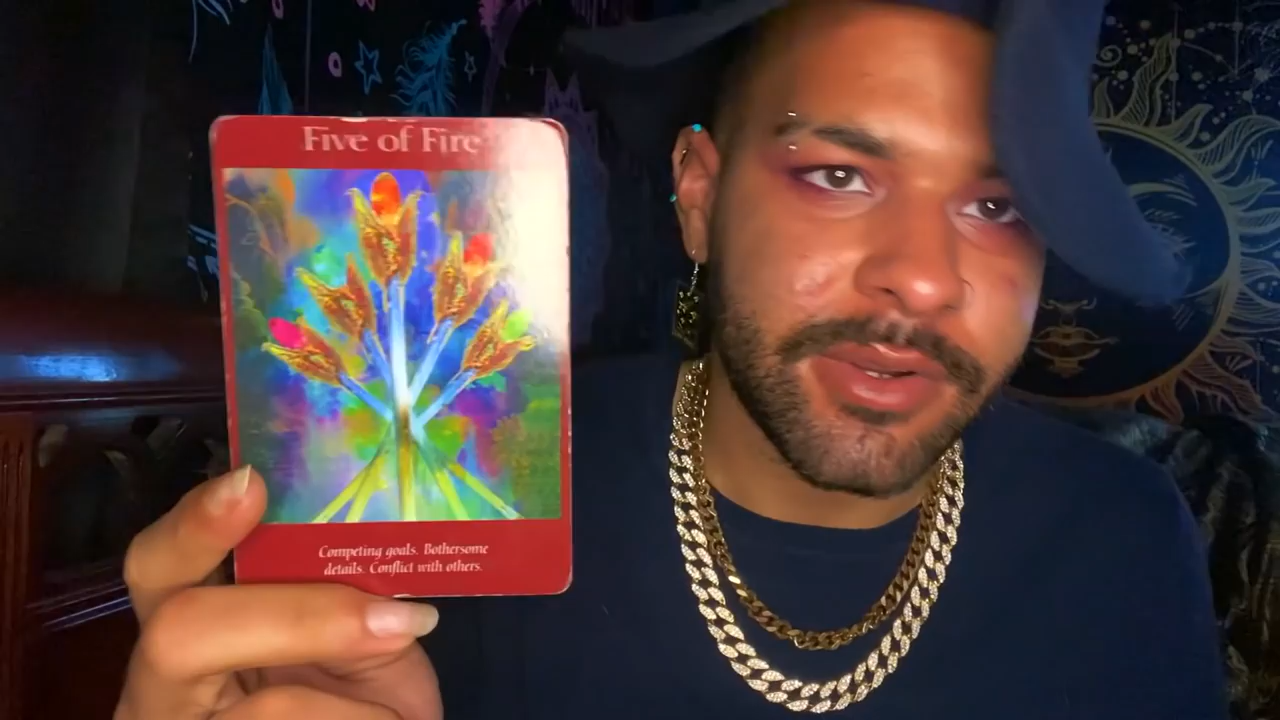 Five of Fire
Competing goals. Bothersome
details. Conflict with others.